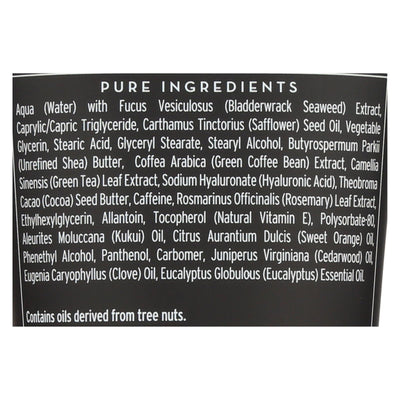 PURE INGREDIENTS
Aqua (Water) with Fucus Vesiculosus (Bladderwrack Seaweed) Extract,
Caprylic/Capric Triglyceride, Carthamus Tinctorius (Safflower) Seed Oil, Vegetable
Glycerin, Stearic Acid, Glyceryl Stearate, Stearyl Alcohol, Butyrospermum Parkii
(Unrefined Shea) Butter, Coffea Arabica (Green Coffee Bean) Extract, Camellia
Sinensis (Green Tea) Leaf Extract, Sodium Hyaluronate (Hyaluronic Acid), Theobroma
Cacao (Cocoa) Seed Butter, Caffeine, Rosmarinus Officinalis (Rosemary) Leaf Extract,
Ethylhexylglycerin, Allantoin, Tocopherol (Natural Vitamin E), Polysorbate-80,
Aleurites Moluccana (Kukui) Oil, Citrus Aurantium Dulcis (Sweet Orange) Oil,
Phenethyl Alcohol, Panthenol, Carbomer, Juniperus Virginiana (Cedarwood) Oil,
Eugenia Caryophyllus (Clove) Oil, Eucalyptus Globulous (Eucalyptus) Essential Oil.
Contains oils derived from tree nuts.